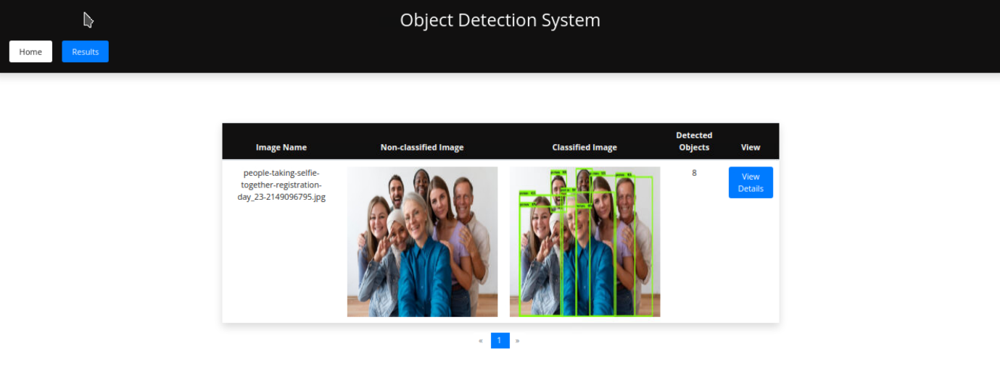 Object Detection System
Home
Results
Image Name
Non-classified Image
Classified Image
Detected
Objects
View
people-taking-selfie-
together-registration-
day_23-2149096795.jpg
8
View
Details
« 1 »